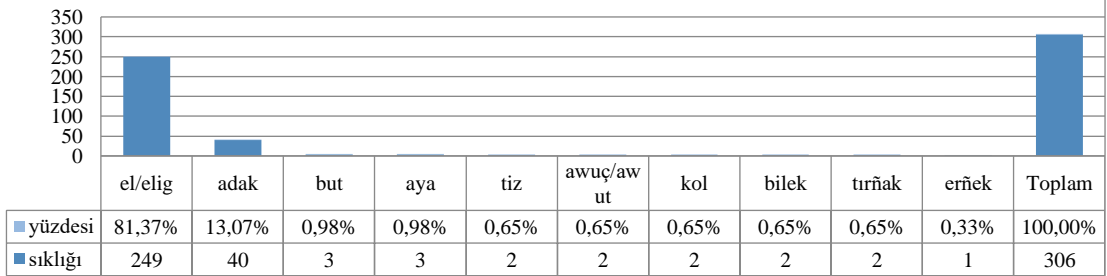 350
300
250
200
150
100
50
0
el/elig adak but aya tiz awuç/aw kol bilek tırñak erñek Toplam
ut
yüzdesi 81,37% 13,07% 0,98% 0,98% 0,65% 0,65% 0,65% 0,65% 0,65% 0,33% 100,00%
sıklığı 249 40 3 3 2 2 2 2 2 1 306